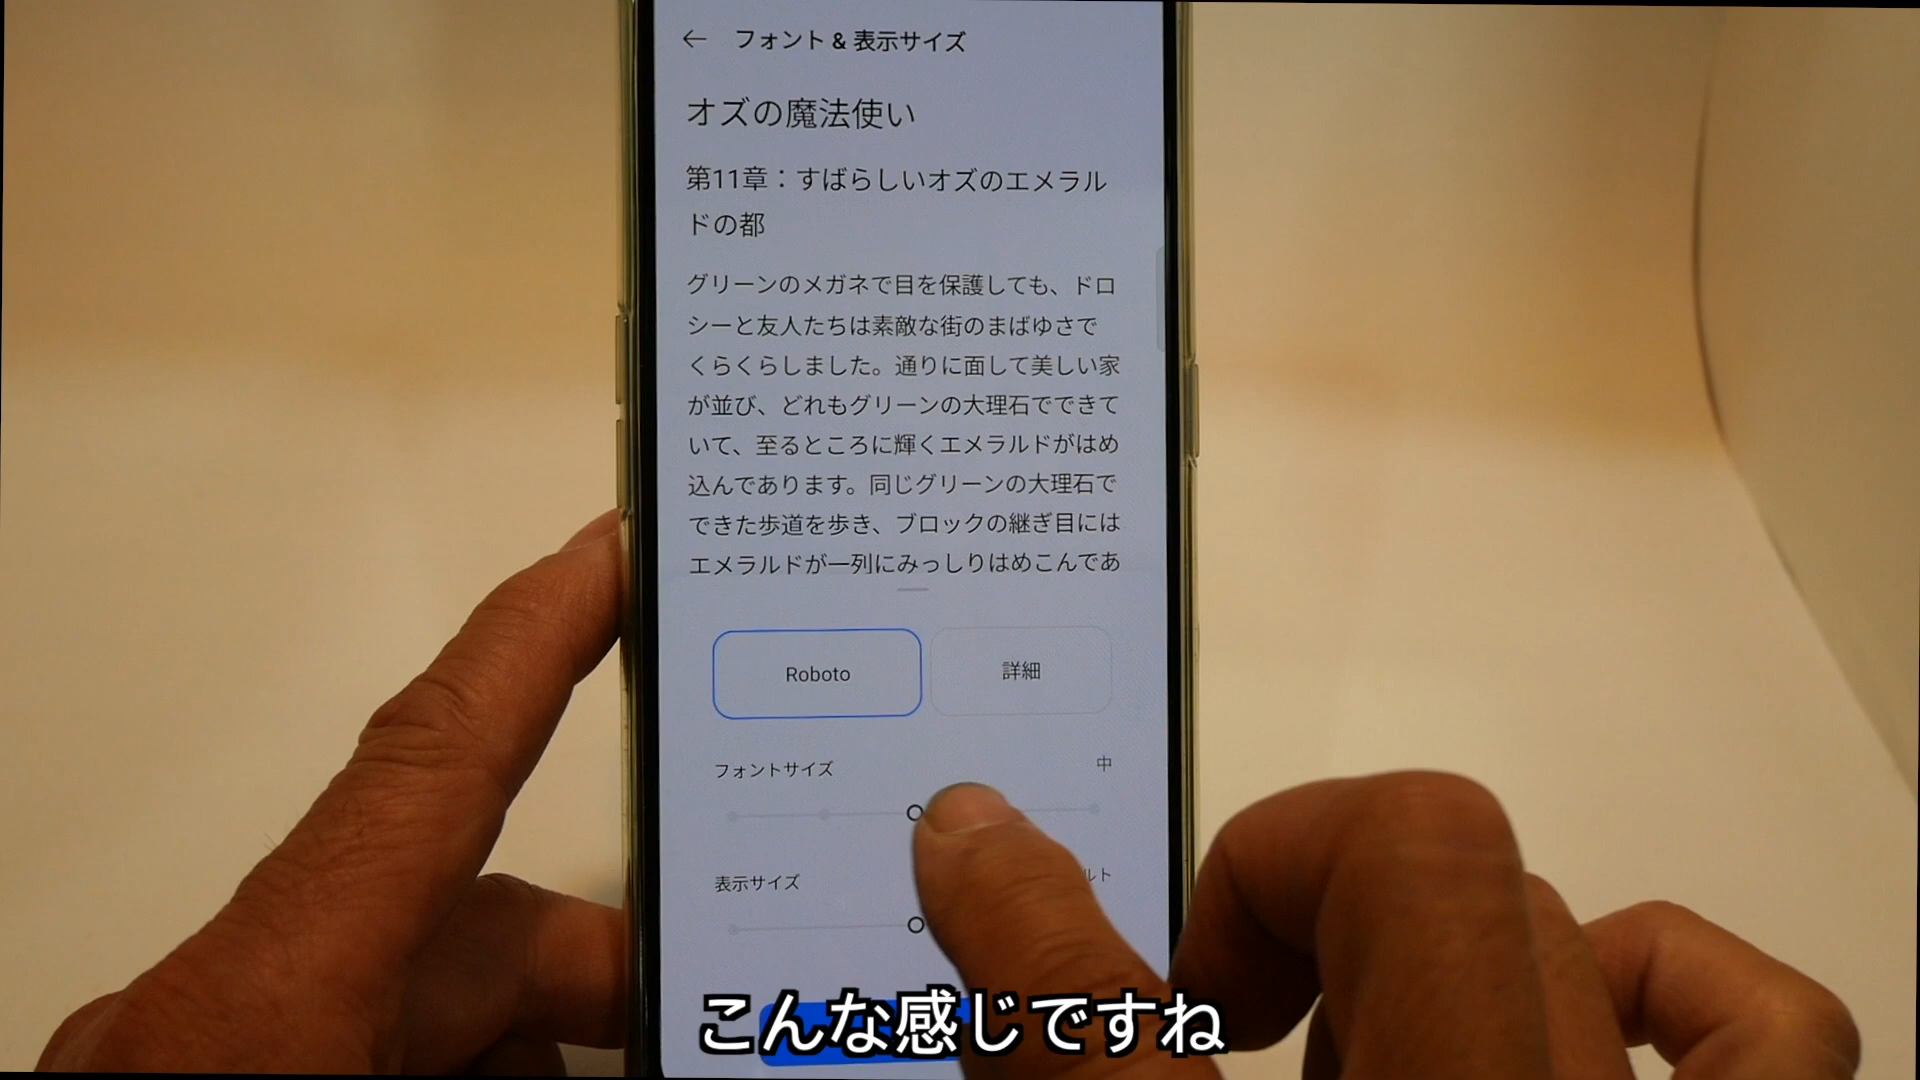 ← フォント & 表示サイズ
オズの魔法使い
第11章：すばらしいオズのエメラル
ドの都
グリーンのメガネで目を保護しても、ドロ
シーと友人たちは素敵な街のまばゆさで
くらくらしました。通りに面して美しい家
が並び、どれもグリーンの大理石でできて
いて、至るところに輝くエメラルドがはめ
込んであります。同じグリーンの大理石で
できた歩道を歩き、ブロックの継ぎ目には
エメラルドが一列にみっしりはめこんであ
Roboto 詳細
フォントサイズ 中
表示サイズ ルト
こんな感じですね